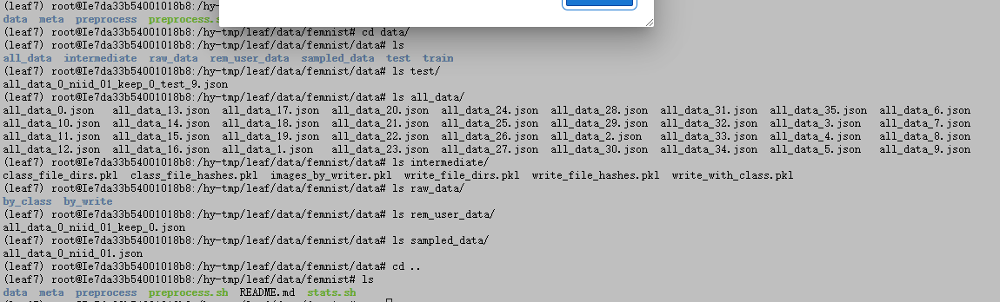 (leaf7) root@Ie7da33b54001018b8:/hy-
data  meta  preprocess  preprocess.s
(leaf7) root@Ie7da33b54001018b8:/hy-tmp/leaf/data/femnist# cd data/
(leaf7) root@Ie7da33b54001018b8:/hy-tmp/leaf/data/femnist/data# ls
all_data  intermediate  raw_data  rem_user_data  sampled_data  test  train
(leaf7) root@Ie7da33b54001018b8:/hy-tmp/leaf/data/femnist/data# ls test/
all_data_0_niid_01_keep_0_test_9.json
(leaf7) root@Ie7da33b54001018b8:/hy-tmp/leaf/data/femnist/data# ls all_data/
all_data_0.json   all_data_13.json  all_data_17.json  all_data_20.json  all_data_24.json  all_data_28.json  all_data_31.json  all_data_35.json  all_data_6.json
all_data_10.json  all_data_14.json  all_data_18.json  all_data_21.json  all_data_25.json  all_data_29.json  all_data_32.json  all_data_3.json   all_data_7.json
all_data_11.json  all_data_15.json  all_data_19.json  all_data_22.json  all_data_26.json  all_data_2.json   all_data_33.json  all_data_4.json   all_data_8.json
all_data_12.json  all_data_16.json  all_data_1.json   all_data_23.json  all_data_27.json  all_data_30.json  all_data_34.json  all_data_5.json   all_data_9.json
(leaf7) root@Ie7da33b54001018b8:/hy-tmp/leaf/data/femnist/data# ls intermediate/
class_file_dirs.pkl  class_file_hashes.pkl  images_by_writer.pkl  write_file_dirs.pkl  write_file_hashes.pkl  write_with_class.pkl
(leaf7) root@Ie7da33b54001018b8:/hy-tmp/leaf/data/femnist/data# ls raw_data/
by_class  by_write
(leaf7) root@Ie7da33b54001018b8:/hy-tmp/leaf/data/femnist/data# ls rem_user_data/
all_data_0_niid_01_keep_0.json
(leaf7) root@Ie7da33b54001018b8:/hy-tmp/leaf/data/femnist/data# ls sampled_data/
all_data_0_niid_01.json
(leaf7) root@Ie7da33b54001018b8:/hy-tmp/leaf/data/femnist/data# cd ..
(leaf7) root@Ie7da33b54001018b8:/hy-tmp/leaf/data/femnist# ls
data  meta  preprocess  preprocess.sh  README.md  stats.sh